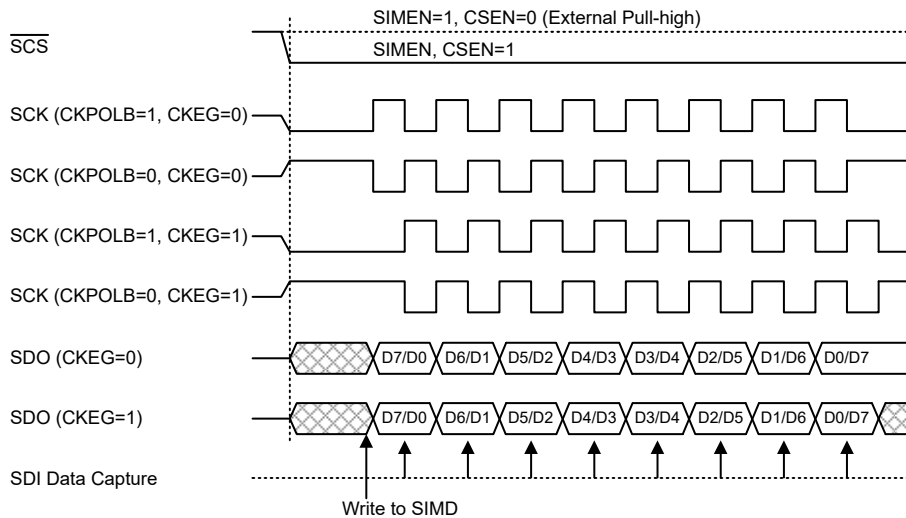 SIMEN=1, CSEN=0 (External Pull-high)
SCS
SIMEN, CSEN=1
SCK (CKPOLB=1, CKEG=0)
SCK (CKPOLB=0, CKEG=0)
SCK (CKPOLB=1, CKEG=1)
SCK (CKPOLB=0, CKEG=1)
SDO (CKEG=0)
D7/D0 D6/D1 D5/D2 D4/D3 D3/D4 D2/D5 D1/D6 D0/D7
SDO (CKEG=1)
D7/D0 D6/D1 D5/D2 D4/D3 D3/D4 D2/D5 D1/D6 D0/D7
SDI Data Capture
Write to SIMD